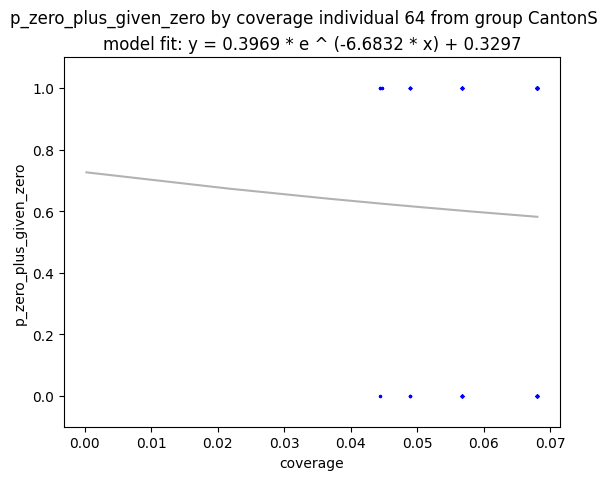 p_zero_plus_given_zero by coverage individual 64 from group CantonS
model fit: y = 0.3969 * e ^ (-6.6832 * x) + 0.3297
1.0
0.8
0.6
0.4
0.2
0.0
p_zero_plus_given_zero
0.00 0.01 0.02 0.03 0.04 0.05 0.06 0.07
coverage